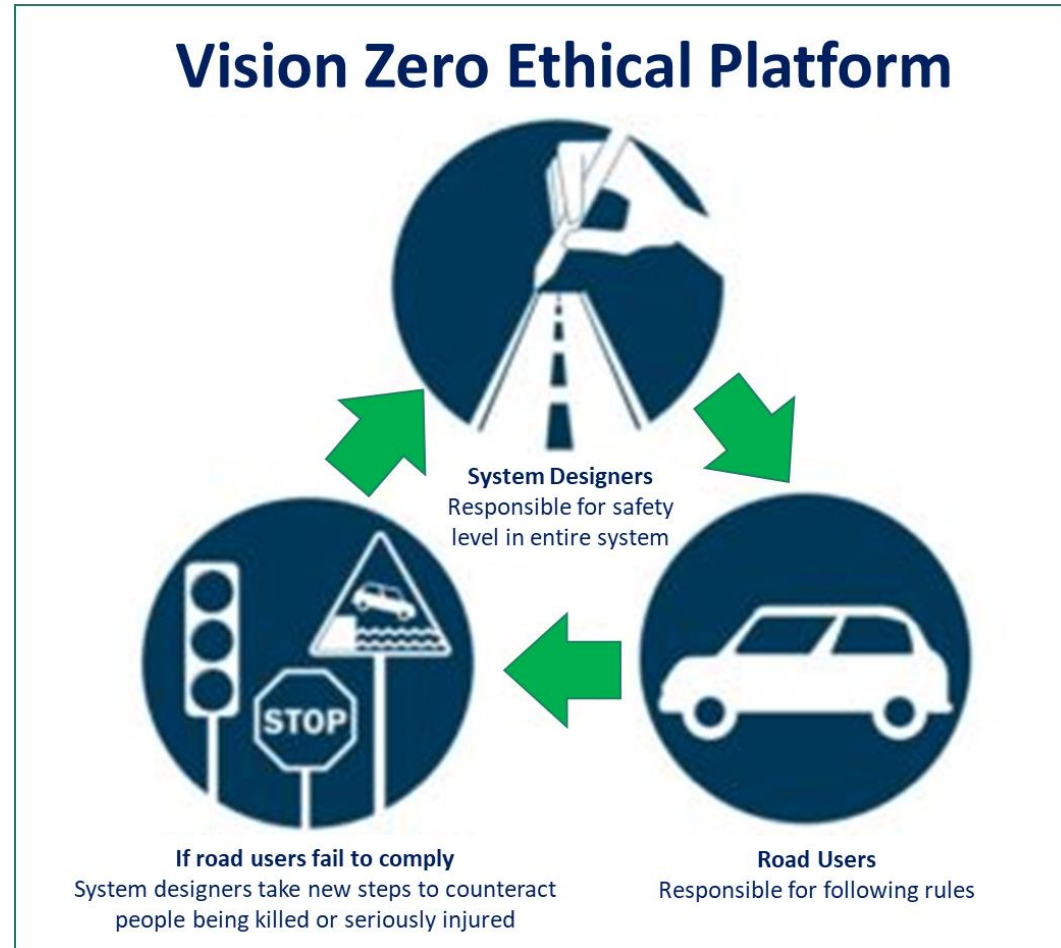 Vision Zero Ethical Platform
System Designers
Responsible for safety
level in entire system
STOP
If road users fail to comply
System designers take new steps to counteract
people being killed or seriously injured
Road Users
Responsible for following rules